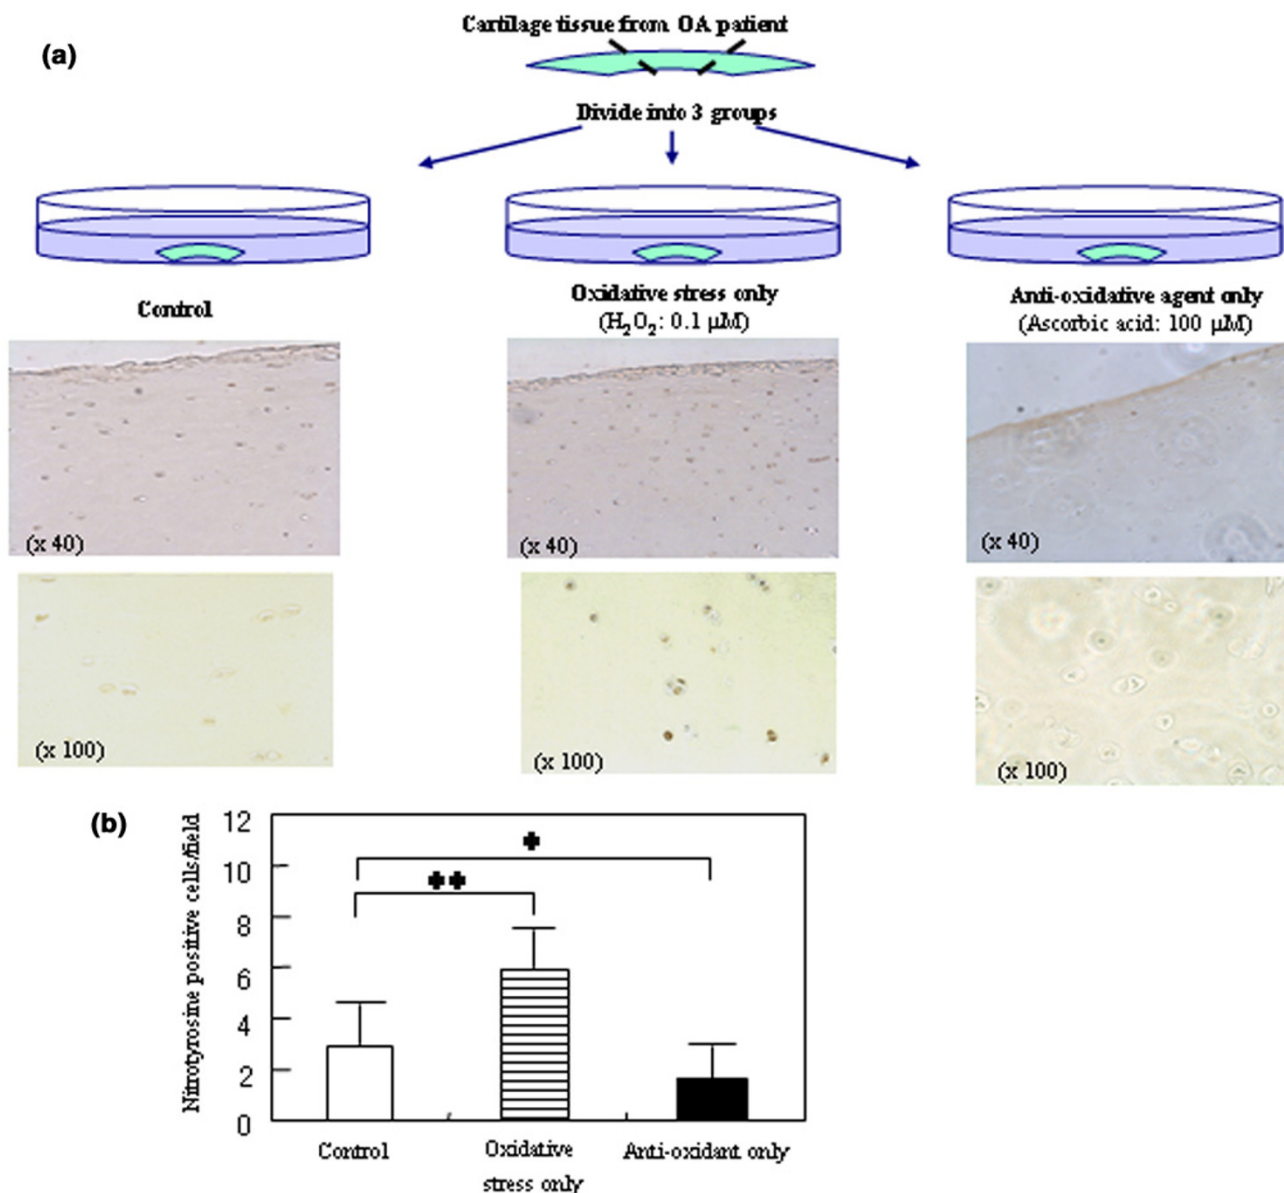 (a)
Cartilage tissue from OA patient
Divide into 3 groups
Control
Oxidative stress only
(H₂O₂: 0.1 μM)
Anti-oxidative agent only
(Ascorbic acid: 100 μM)
(x 40)
(x 40)
(x 40)
(x 100)
(x 100)
(x 100)
(b)
Nitrotyrosine positive cells/field
12
10
8
6
4
2
0
✱
✱✱
Control
Oxidative
stress only
Anti-oxidant only